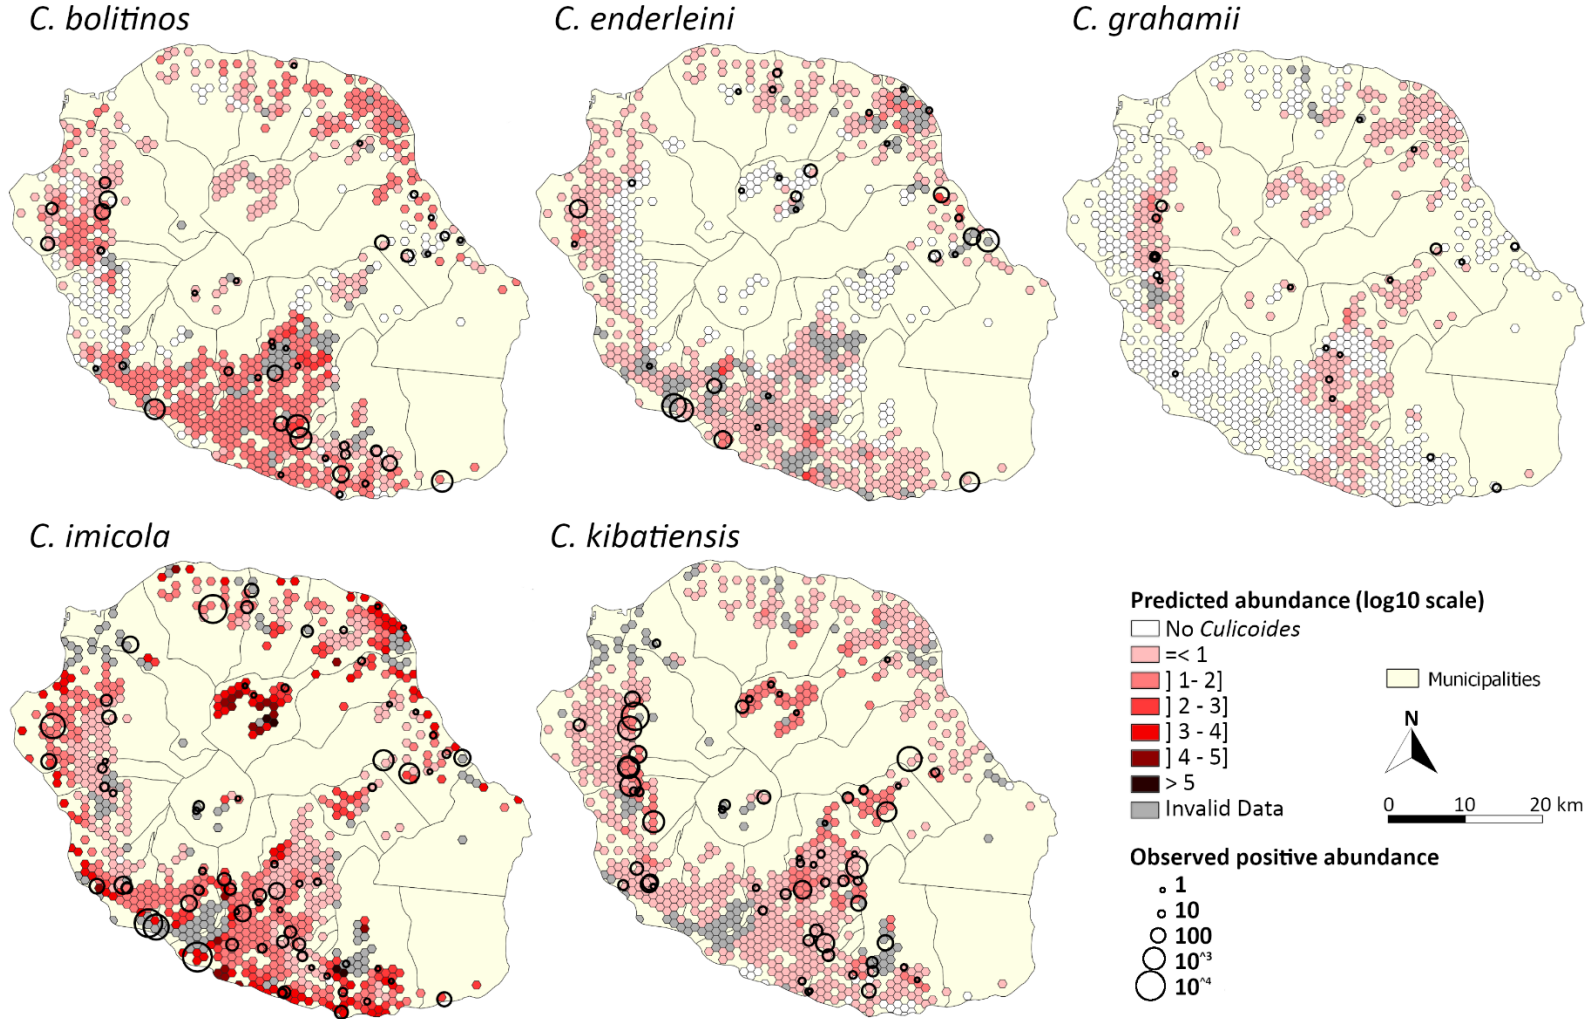 C. bolitinos
C. enderleini
C. grahamii
C. imicola
C. kibatiensis
Predicted abundance (log10 scale)
No Culicoides
=< 1
] 1- 2]
] 2 - 3]
] 3 - 4]
] 4 - 5]
> 5
Invalid Data
Municipalities
N
0 10 20 km
Observed positive abundance
1
10
100
10^3
10^4